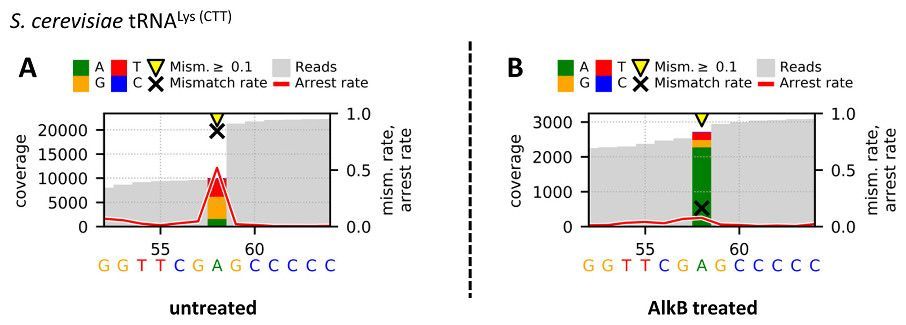 S. cerevisiae tRNALys (CTT)
A
A T Mism. ≥ 0.1 Reads
G C Mismatch rate Arrest rate
coverage
20000
15000
10000
5000
0
1.0
0.5
0.0
mism. rate,
arrest rate
55 60
G G T T C G A G C C C C C
untreated
B
A T Mism. ≥ 0.1 Reads
G C Mismatch rate Arrest rate
coverage
3000
2000
1000
0
1.0
0.5
0.0
mism. rate,
arrest rate
55 60
G G T T C G A G C C C C C
AlkB treated